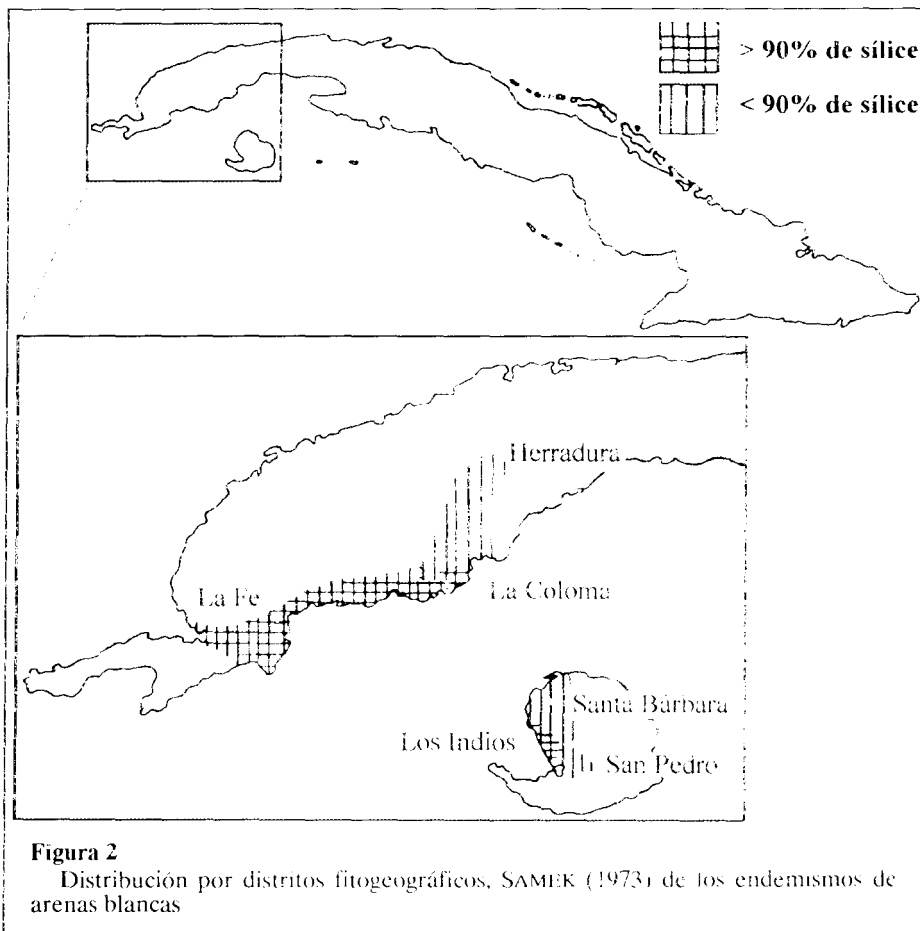 > 90% de sílice
< 90% de sílice
Herradura
La Fe
La Coloma
Santa Bárbara
Los Indios
San Pedro
Figura 2
Distribución por distritos fitogeográficos, SAMEK (1973) de los endemismos de
arenas blancas